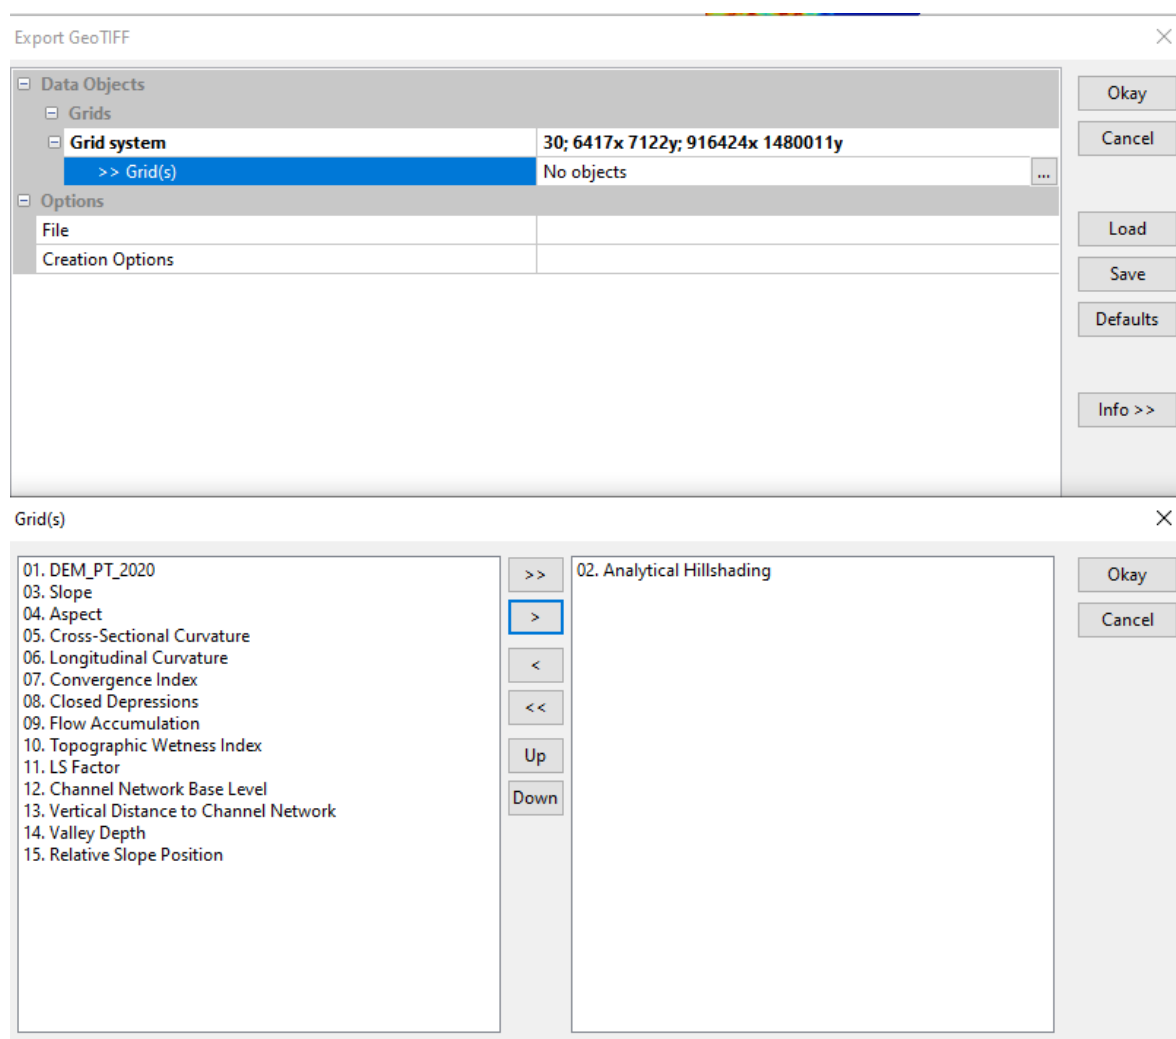 Export GeoTIFF
Data Objects
Grids
Grid system 30; 6417x 7122y; 916424x 1480011y
>> Grid(s) No objects ...
Options
File
Creation Options
Okay
Cancel
Load
Save
Defaults
Info >>
Grid(s)
01. DEM_PT_2020
03. Slope
04. Aspect
05. Cross-Sectional Curvature
06. Longitudinal Curvature
07. Convergence Index
08. Closed Depressions
09. Flow Accumulation
10. Topographic Wetness Index
11. LS Factor
12. Channel Network Base Level
13. Vertical Distance to Channel Network
14. Valley Depth
15. Relative Slope Position
>>
>
<
<<
Up
Down
02. Analytical Hillshading
Okay
Cancel